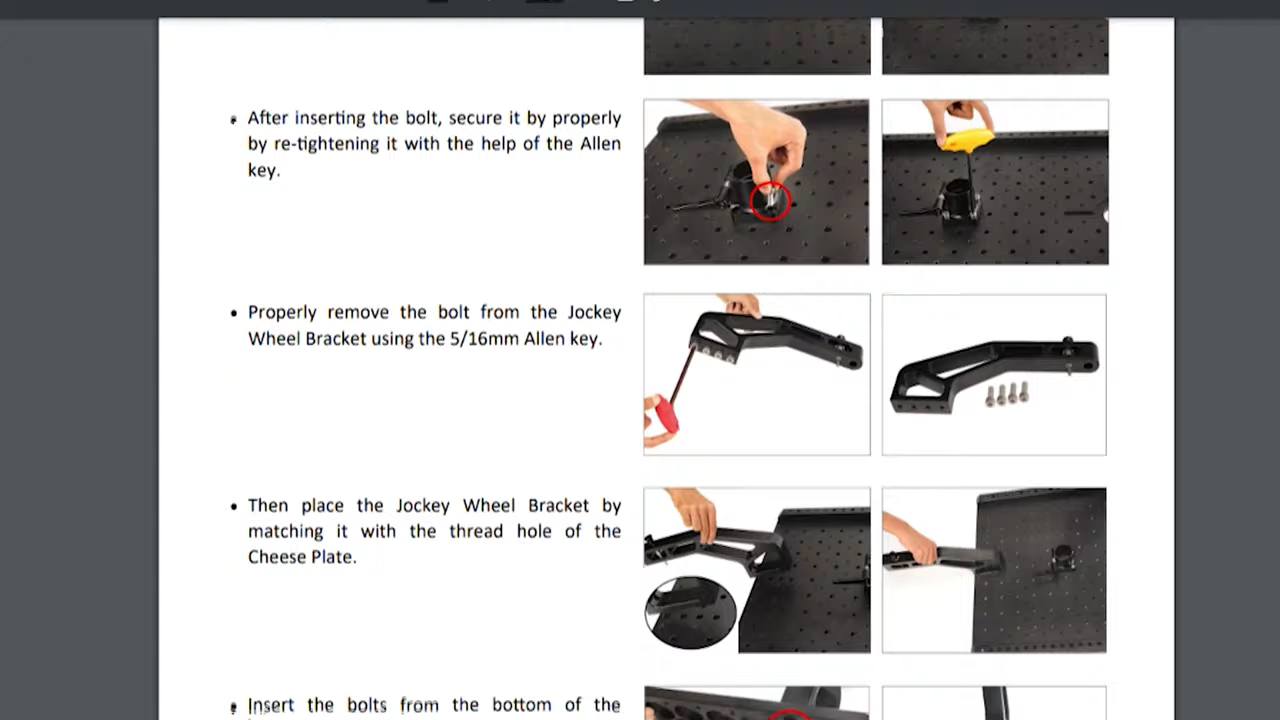 After inserting the bolt, secure it by properly
by re-tightening it with the help of the Allen
key.
Properly remove the bolt from the Jockey
Wheel Bracket using the 5/16mm Allen key.
Then place the Jockey Wheel Bracket by
matching it with the thread hole of the
Cheese Plate.
Insert the bolts from the bottom of the